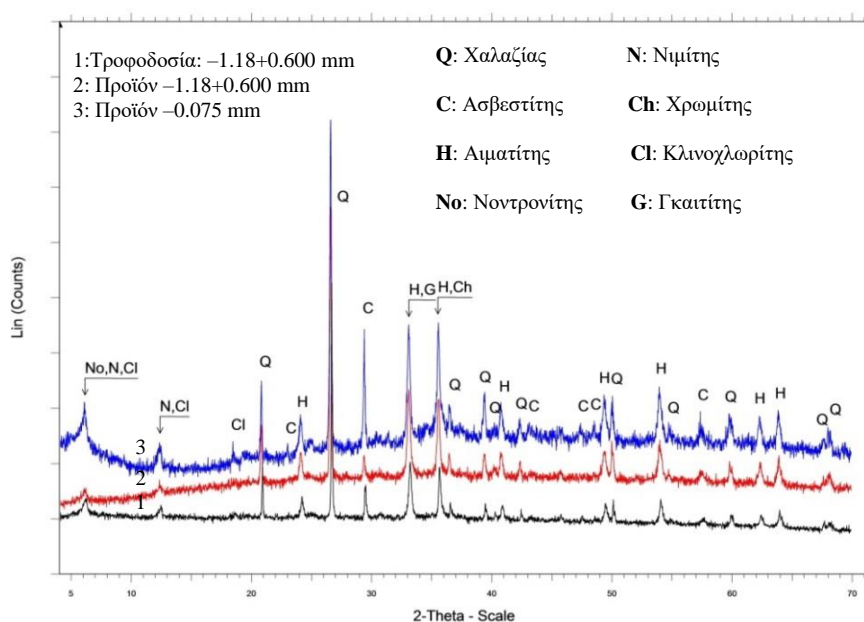 1:Τροφοδοσία: –1.18+0.600 mm
2: Προϊόν –1.18+0.600 mm
3: Προϊόν –0.075 mm
Q: Χαλαζίας N: Νιμίτης
C: Ασβεστίτης Ch: Χρωμίτης
H: Αιματίτης Cl: Κλινοχλωρίτης
No: Νοντρονίτης G: Γκαιτίτης
Lin (Counts)
No,N,Cl
N,Cl
Cl
Q
C
H
Q
C
H,G
H,Ch
Q
Q
Q
H
Q
C
C
C
H
Q
H
Q
C
Q
H
H
Q
Q
3
2
1
5 10 20 30 40 50 60 70
2-Theta - Scale